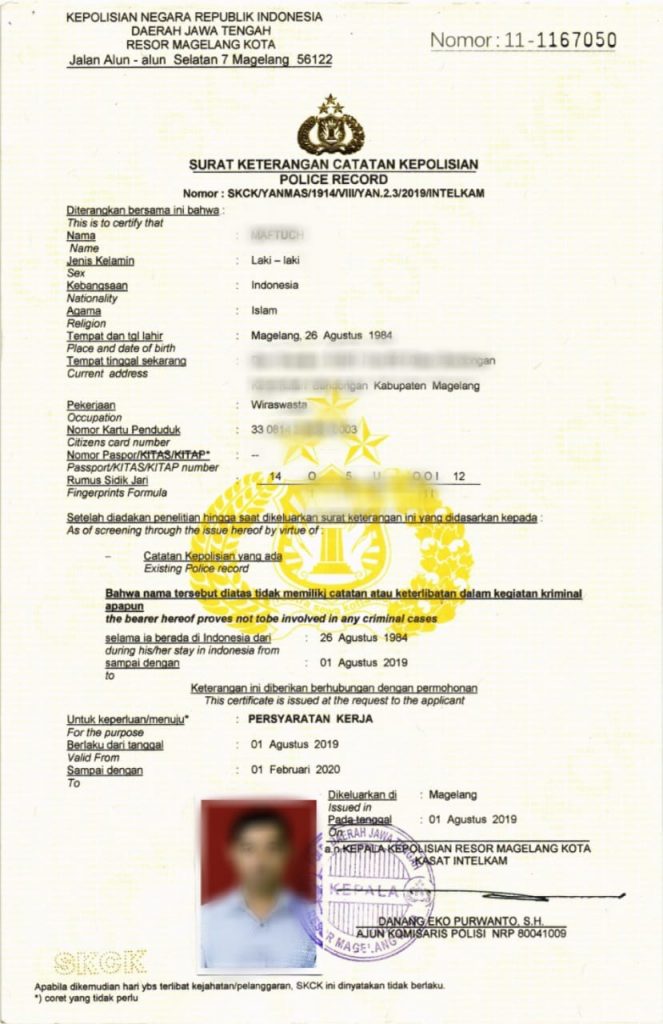 KEPOLISIAN NEGARA REPUBLIK INDONESIA
DAERAH JAWA TENGAH
RESOR MAGELANG KOTA
Jalan Alun - alun Selatan 7 Magelang 56122
Nomor : 11-1167050
SURAT KETERANGAN CATATAN KEPOLISIAN
POLICE RECORD
Nomor : SKCK/YANMAS/1914/VIII/YAN.2.3/2019/INTELKAM
Diterangkan bersama ini bahwa :
This is to certify that
Nama :
Name
Jenis Kelamin : Laki – laki
Sex
Kebangsaan : Indonesia
Nationality
Agama : Islam
Religion
Tempat dan tgl lahir : Magelang, 26 Agustus 1984
Place and date of birth
Tempat tinggal sekarang :
Current address
Kabupaten Magelang
Pekerjaan : Wiraswasta
Occupation
Nomor Kartu Penduduk : 33 0814 0003
Citizens card number
Nomor Paspor/KITAS/KITAP* : --
Passport/KITAS/KITAP number
Rumus Sidik Jari : 14 O 5 U 001 12
Fingerprints Formula
Setelah diadakan penelitian hingga saat dikeluarkan surat keterangan ini yang didasarkan kepada :
As of screening through the issue hereof by virtue of :
– Catatan Kepolisian yang ada
Existing Police record
Bahwa nama tersebut diatas tidak memiliki catatan atau keterlibatan dalam kegiatan kriminal
apapun
the bearer hereof proves not tobe involved in any criminal cases
selama ia berada di Indonesia dari : 26 Agustus 1984
during his/her stay in indonesia from
sampai dengan : 01 Agustus 2019
to
Keterangan ini diberikan berhubungan dengan permohonan
This certificate is issued at the request to the applicant
Untuk keperluan/menuju* : PERSYARATAN KERJA
For the purpose
Berlaku dari tanggal : 01 Agustus 2019
Valid From
Sampai dengan : 01 Februari 2020
To
Dikeluarkan di : Magelang
Issued in
Pada tanggal : 01 Agustus 2019
On
a.n KEPALA KEPOLISIAN RESOR MAGELANG KOTA
KASAT INTELKAM
DAERAH JAWA TENGAH
KEPALA
RESOR MAGELANG
DANANG EKO PURWANTO, S.H.
AJUN KOMISARIS POLISI NRP 80041009
SKCK
Apabila dikemudian hari ybs terlibat kejahatan/pelanggaran, SKCK ini dinyatakan tidak berlaku.
*) coret yang tidak perlu